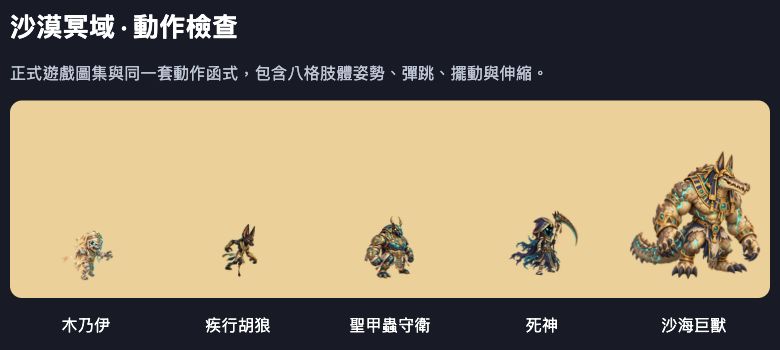 沙漠冥域 · 動作檢查
正式遊戲圖集與同一套動作函式，包含八格肢體姿勢、彈跳、擺動與伸縮。
木乃伊 疾行胡狼 聖甲蟲守衛 死神 沙海巨獸